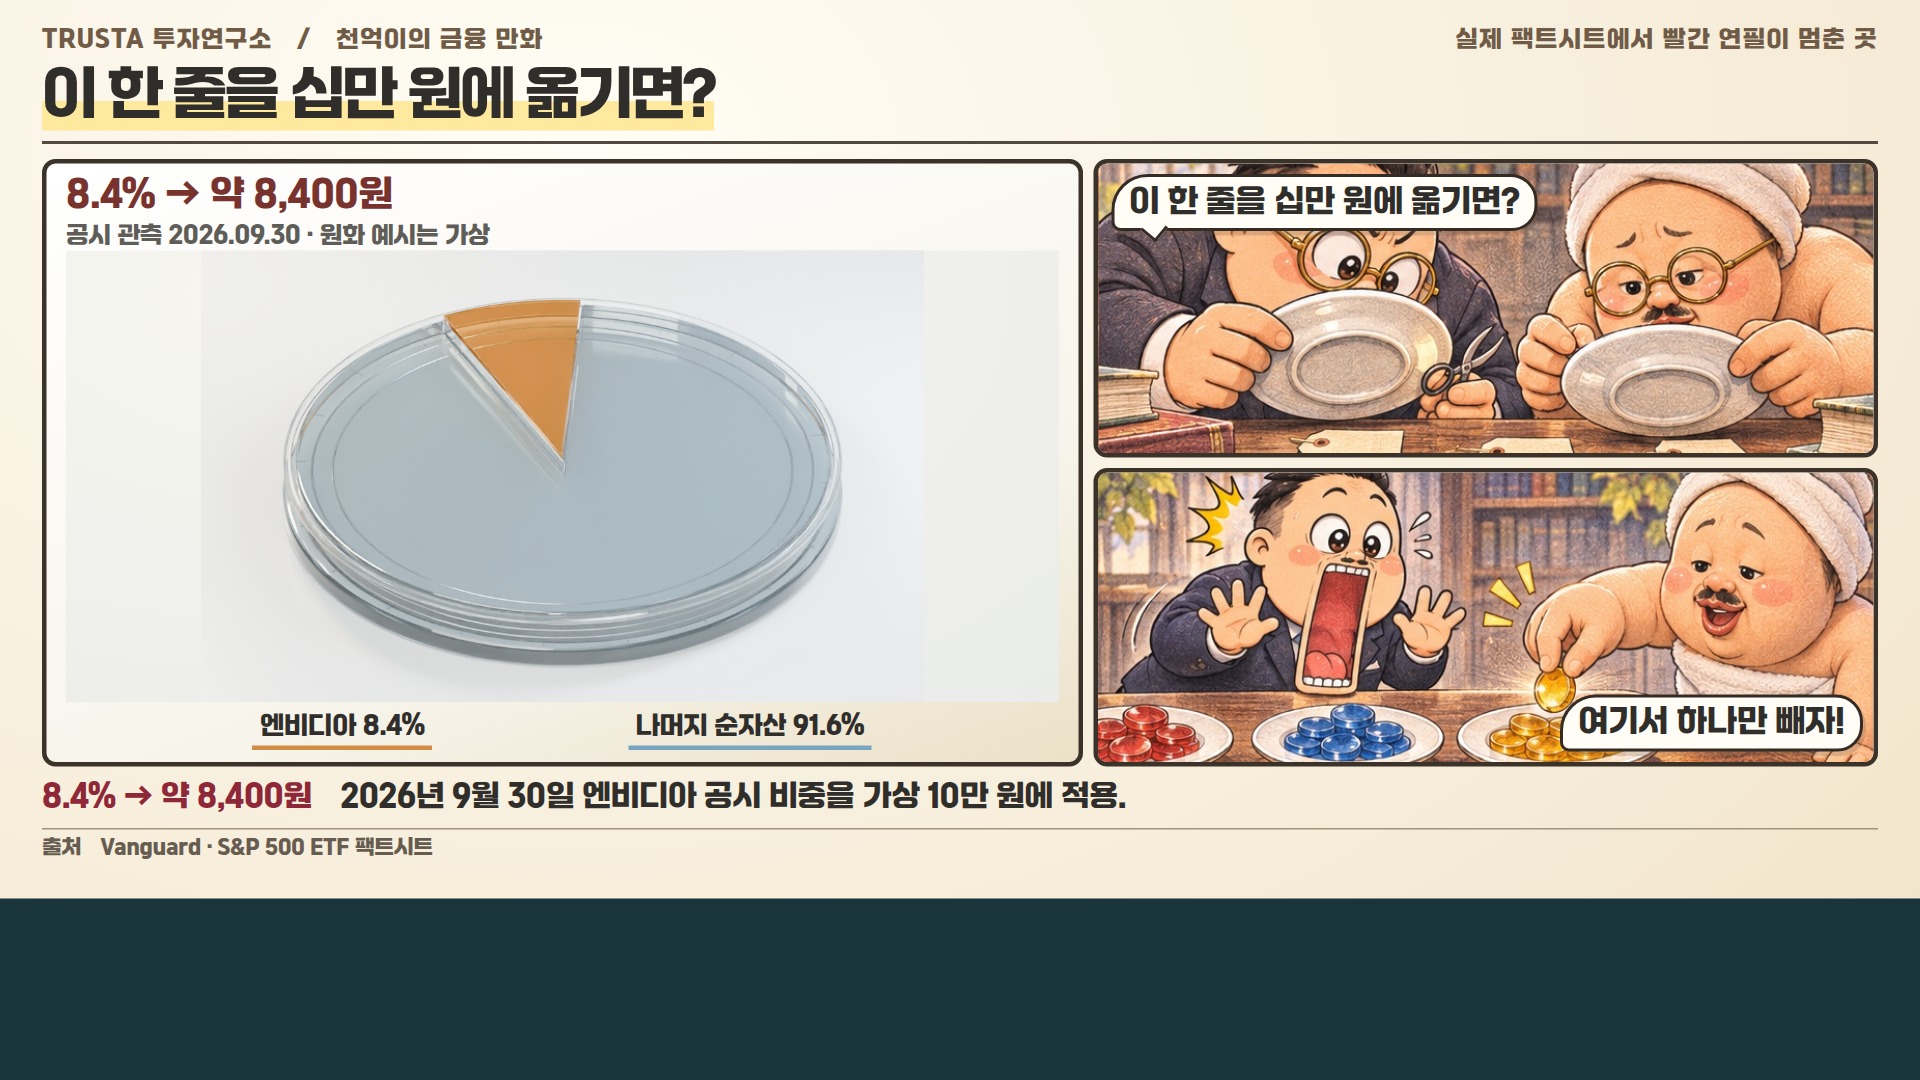 TRUSTA 투자연구소 / 천억이의 금융 만화
실제 팩트시트에서 빨간 연필이 멈춘 곳
이 한 줄을 십만 원에 옮기면?
8.4% → 약 8,400원
공시 관측 2026.09.30 · 원화 예시는 가상
엔비디아 8.4%
나머지 순자산 91.6%
이 한 줄을 십만 원에 옮기면?
여기서 하나만 빼자!
8.4% → 약 8,400원 2026년 9월 30일 엔비디아 공시 비중을 가상 10만 원에 적용.
출처 Vanguard · S&P 500 ETF 팩트시트